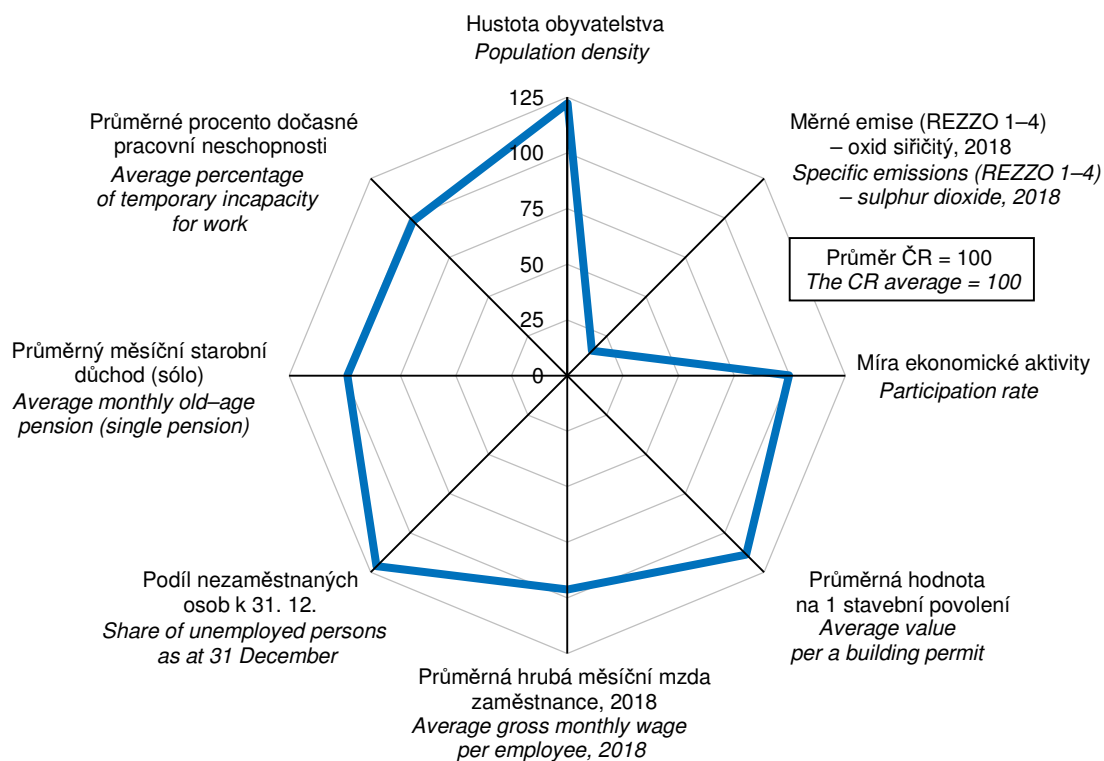 Hustota obyvatelstva
Population density
Průměrné procento dočasné
pracovní neschopnosti
Average percentage
of temporary incapacity
for work
Měrné emise (REZZO 1–4)
– oxid siřičitý, 2018
Specific emissions (REZZO 1–4)
– sulphur dioxide, 2018
Průměr ČR = 100
The CR average = 100
125
100
75
50
25
0
Průměrný měsíční starobní
důchod (sólo)
Average monthly old–age
pension (single pension)
Míra ekonomické aktivity
Participation rate
Podíl nezaměstnaných
osob k 31. 12.
Share of unemployed persons
as at 31 December
Průměrná hodnota
na 1 stavební povolení
Average value
per a building permit
Průměrná hrubá měsíční mzda
zaměstnance, 2018
Average gross monthly wage
per employee, 2018